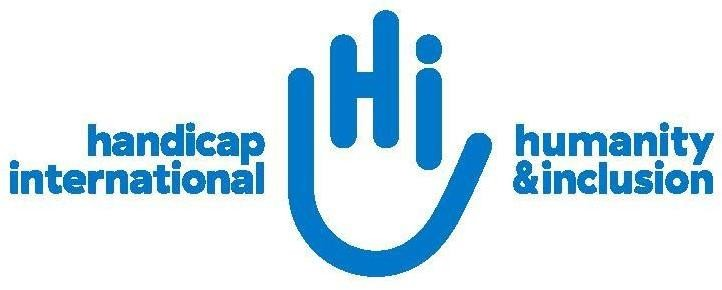 handicap
international
Hi
humanity
&inclusion